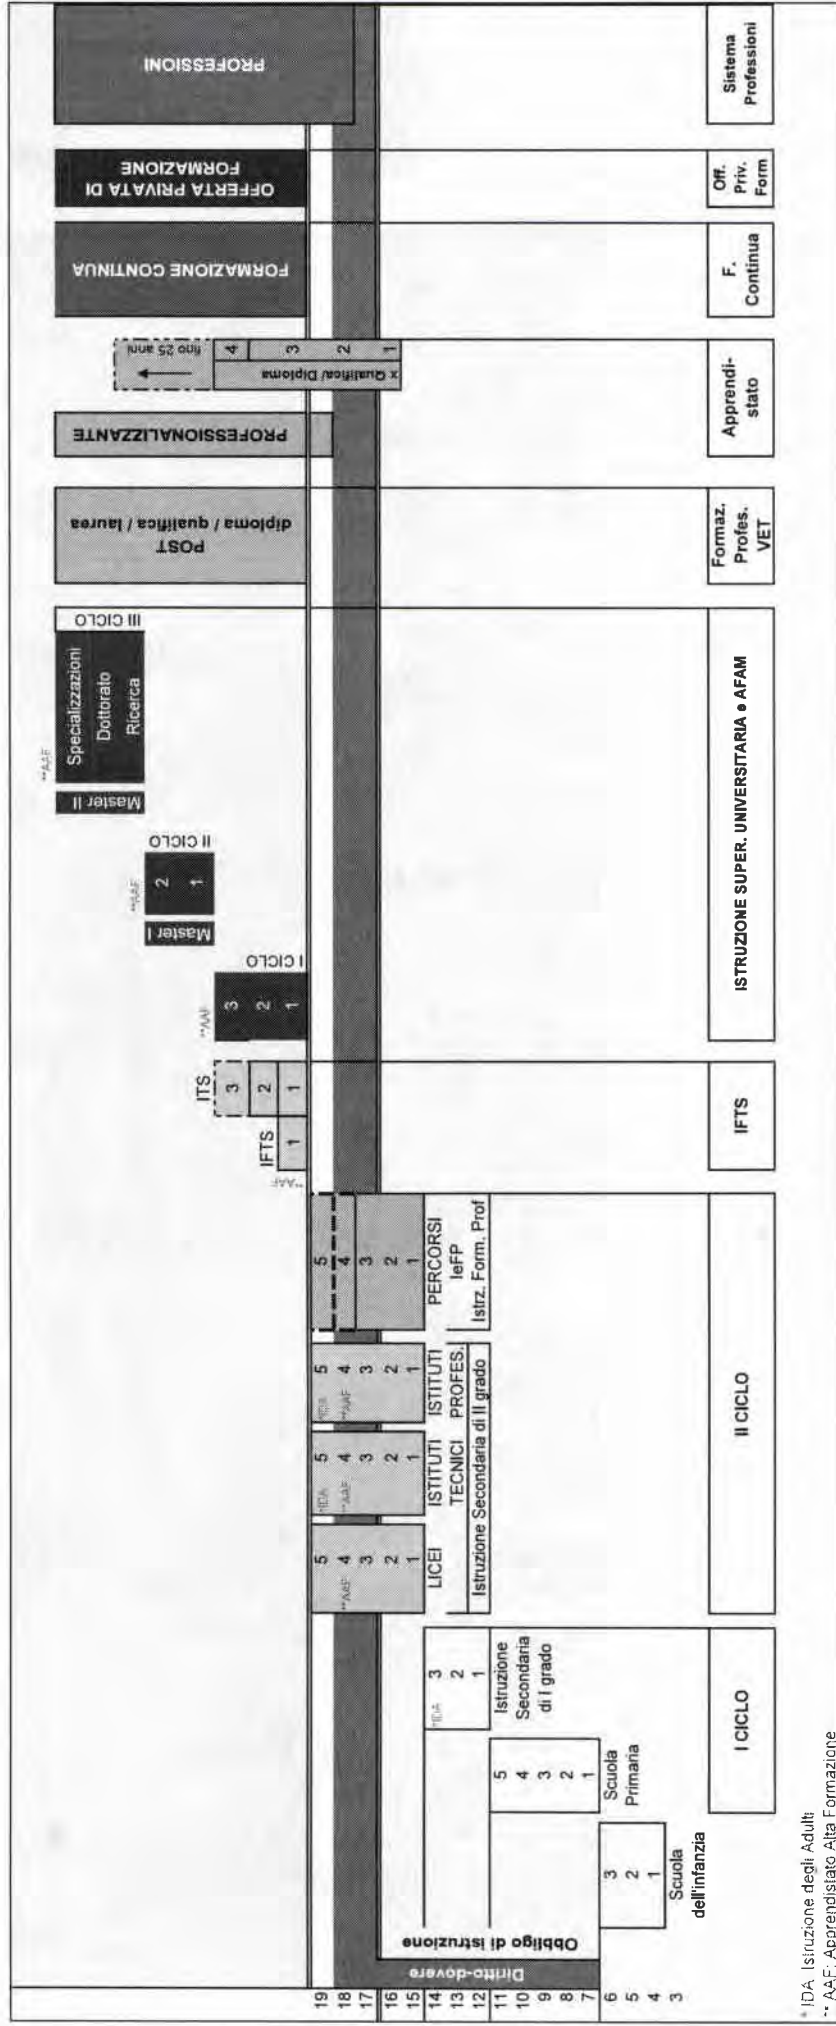 19
18
17
16
15
14
13
12
11
10
9
8
7
6
5
4
3
Diritto-dovere
Obbligo di istruzione
3
2
1
Scuola
dell'infanzia
5
4
3
2
1
Scuola
Primaria
*IDA
3
2
1
Istruzione
Secondaria
di I grado
I CICLO
5
**AAF 4
3
2
1
LICEI
*IDA 5
**AAF 4
3
2
1
ISTITUTI
TECNICI
*IDA 5
**AAF 4
3
2
1
ISTITUTI
PROFES.
Istruzione Secondaria di II grado
5
4
3
2
1
PERCORSI
IeFP
Istrz. Form. Prof
II CICLO
**AAF
IFTS
1
ITS
3
2
1
IFTS
**AAF
3
2
1
I CICLO
Master I
**AAF
2
1
II CICLO
Master II
**AAF
Specializzazioni
Dottorato
Ricerca
III CICLO
ISTRUZIONE SUPER. UNIVERSITARIA e AFAM
POST
diploma / qualifica / laurea
Formaz.
Profes.
VET
PROFESSIONALIZZANTE
x Qualifica/ Diploma
fino 25 anni
4
3
2
1
Apprendi-
stato
FORMAZIONE CONTINUA
F.
Continua
OFFERTA PRIVATA DI
FORMAZIONE
Off.
Priv.
Form
PROFESSIONI
Sistema
Professioni
* IDA Istruzione degli Adulti
** AAF: Apprendistato Alta Formazione